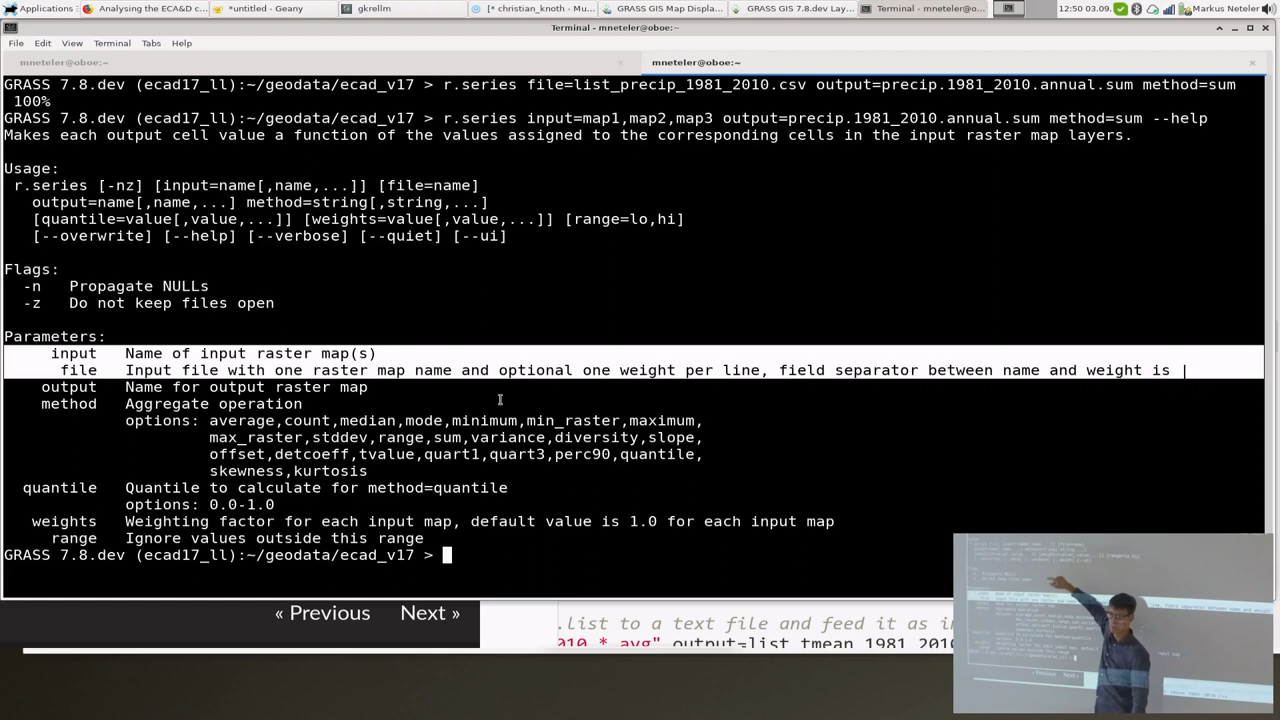 Applications
Analysing the ECA&D c...
*untitled - Geany
gkrellm
[* christian_knoth - Mu...
GRASS GIS Map Displa...
GRASS GIS 7.8.dev Lay...
Terminal - mneteler@o...
12:50 03.09.
Markus Neteler
Terminal - mneteler@oboe:~
File Edit View Terminal Tabs Help
mneteler@oboe:~
mneteler@oboe:~
GRASS 7.8.dev (ecad17_ll):~/geodata/ecad_v17 > r.series file=list_precip_1981_2010.csv output=precip.1981_2010.annual.sum method=sum
100%
GRASS 7.8.dev (ecad17_ll):~/geodata/ecad_v17 > r.series input=map1,map2,map3 output=precip.1981_2010.annual.sum method=sum --help
Makes each output cell value a function of the values assigned to the corresponding cells in the input raster map layers.
Usage:
r.series [-nz] [input=name[,name,...]] [file=name]
output=name[,name,...] method=string[,string,...]
[quantile=value[,value,...]] [weights=value[,value,...]] [range=lo,hi]
[--overwrite] [--help] [--verbose] [--quiet] [--ui]
Flags:
-n Propagate NULLs
-z Do not keep files open
Parameters:
input Name of input raster map(s)
file Input file with one raster map name and optional one weight per line, field separator between name and weight is |
output Name for output raster map
method Aggregate operation
options: average,count,median,mode,minimum,min_raster,maximum,
max_raster,stddev,range,sum,variance,diversity,slope,
offset,detcoeff,tvalue,quart1,quart3,perc90,quantile,
skewness,kurtosis
quantile Quantile to calculate for method=quantile
options: 0.0-1.0
weights Weighting factor for each input map, default value is 1.0 for each input map
range Ignore values outside this range
GRASS 7.8.dev (ecad17_ll):~/geodata/ecad_v17 >
« Previous Next »
.list to a text file and feed it as in
010.*.avg" output=list_tmean_1981_2010